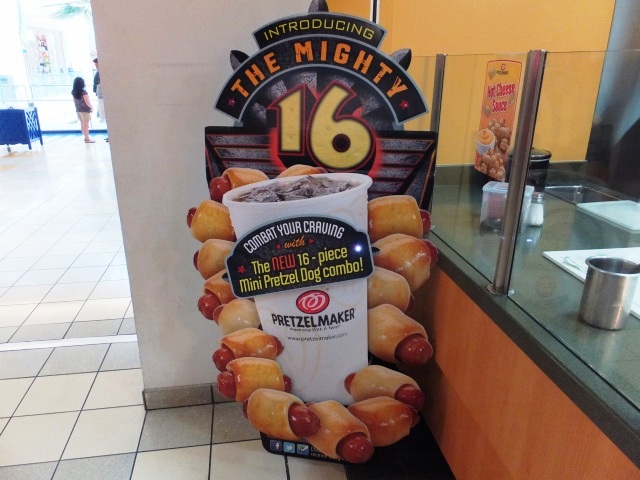 INTRODUCING
THE MIGHTY
16
COMBAT YOUR CRAVING
with
The NEW 16 - piece
Mini Pretzel Dog combo!
PRETZELMAKER
Hot Cheese
Sauce